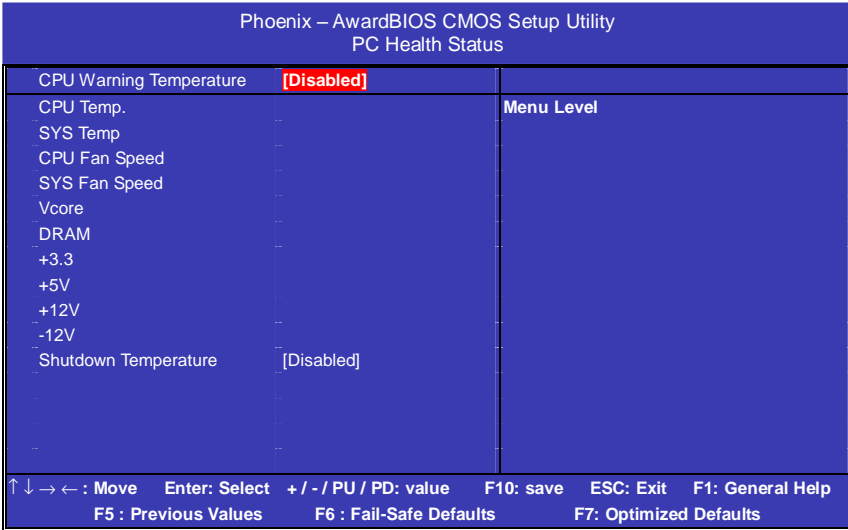 Phoenix – AwardBIOS CMOS Setup Utility
PC Health Status
CPU Warning Temperature [Disabled]
CPU Temp. Menu Level
SYS Temp
CPU Fan Speed
SYS Fan Speed
Vcore
DRAM
+3.3
+5V
+12V
-12V
Shutdown Temperature [Disabled]
↑↓→←: Move Enter: Select + / - / PU / PD: value F10: save ESC: Exit F1: General Help
F5 : Previous Values F6 : Fail-Safe Defaults F7: Optimized Defaults